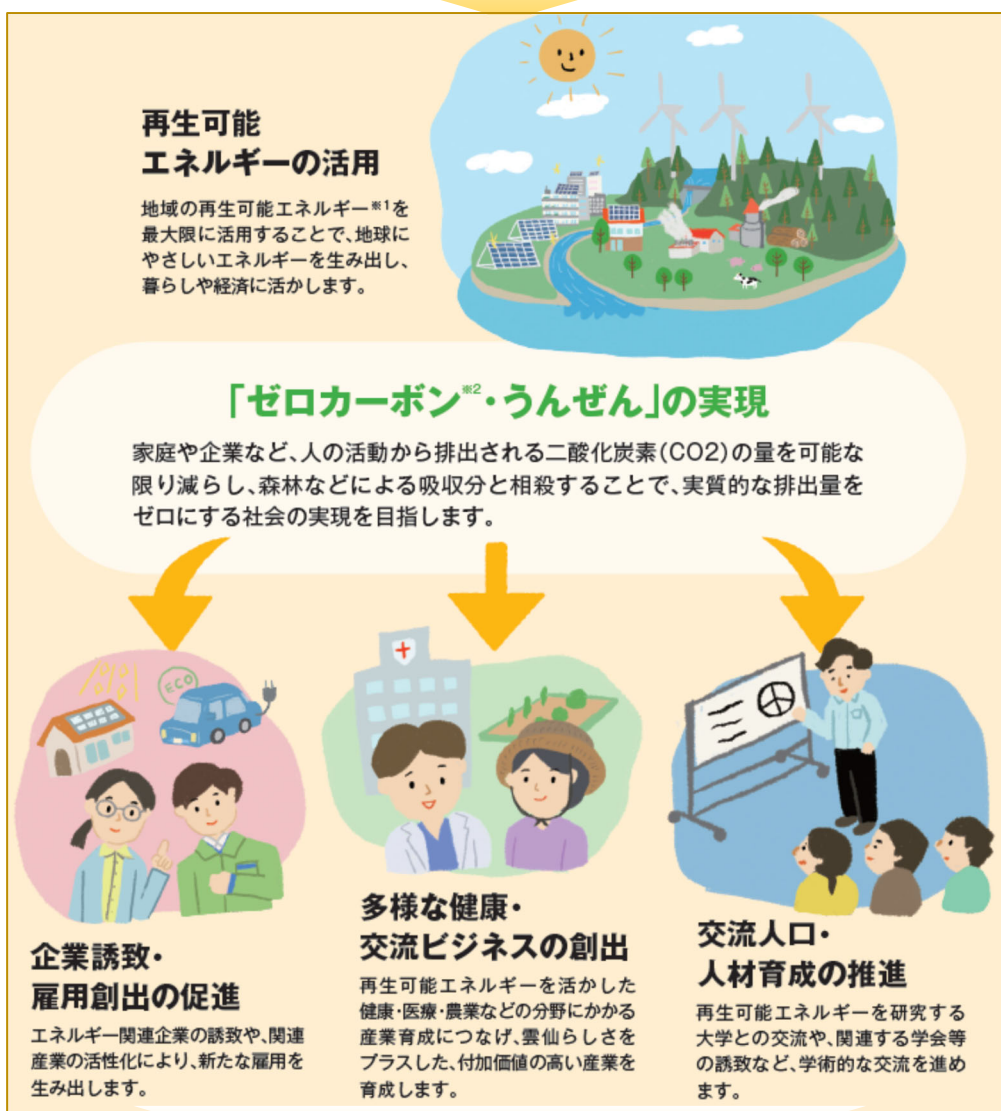 再生可能
エネルギーの活用
地域の再生可能エネルギー※1を
最大限に活用することで、地球に
やさしいエネルギーを生み出し、
暮らしや経済に活かします。
「ゼロカーボン※2・うんぜん」の実現
家庭や企業など、人の活動から排出される二酸化炭素(CO2)の量を可能な
限り減らし、森林などによる吸収分と相殺することで、実質的な排出量を
ゼロにする社会の実現を目指します。
ECO
企業誘致・
雇用創出の促進
エネルギー関連企業の誘致や、関連
産業の活性化により、新たな雇用を
生み出します。
多様な健康・
交流ビジネスの創出
再生可能エネルギーを活かした
健康・医療・農業などの分野にかかる
産業育成につなげ、雲仙らしさを
プラスした、付加価値の高い産業を
育成します。
交流人口・
人材育成の推進
再生可能エネルギーを研究する
大学との交流や、関連する学会等
の誘致など、学術的な交流を進め
ます。